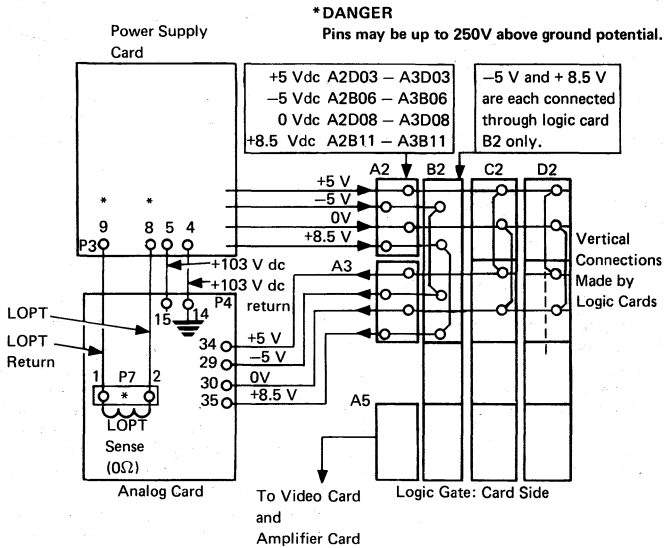 *DANGER
Pins may be up to 250V above ground potential.
Power Supply
Card
+5 Vdc A2D03 – A3D03
–5 Vdc A2B06 – A3B06
0 Vdc A2D08 – A3D08
+8.5 Vdc A2B11 – A3B11
–5 V and + 8.5 V
are each connected
through logic card
B2 only.
A2
B2
C2
D2
+5 V
–5 V
0V
+8.5 V
* *
9 8 5 4
P3
+103 V dc
+103 V dc
return
A3
Vertical
Connections
Made by
Logic Cards
P4
15 14
LOPT
LOPT
Return
34 +5 V
29 –5 V
30 0V
35 +8.5 V
1 P7 2
*
LOPT
Sense
(0Ω)
A5
Analog Card
To Video Card
and
Amplifier Card
Logic Gate: Card Side